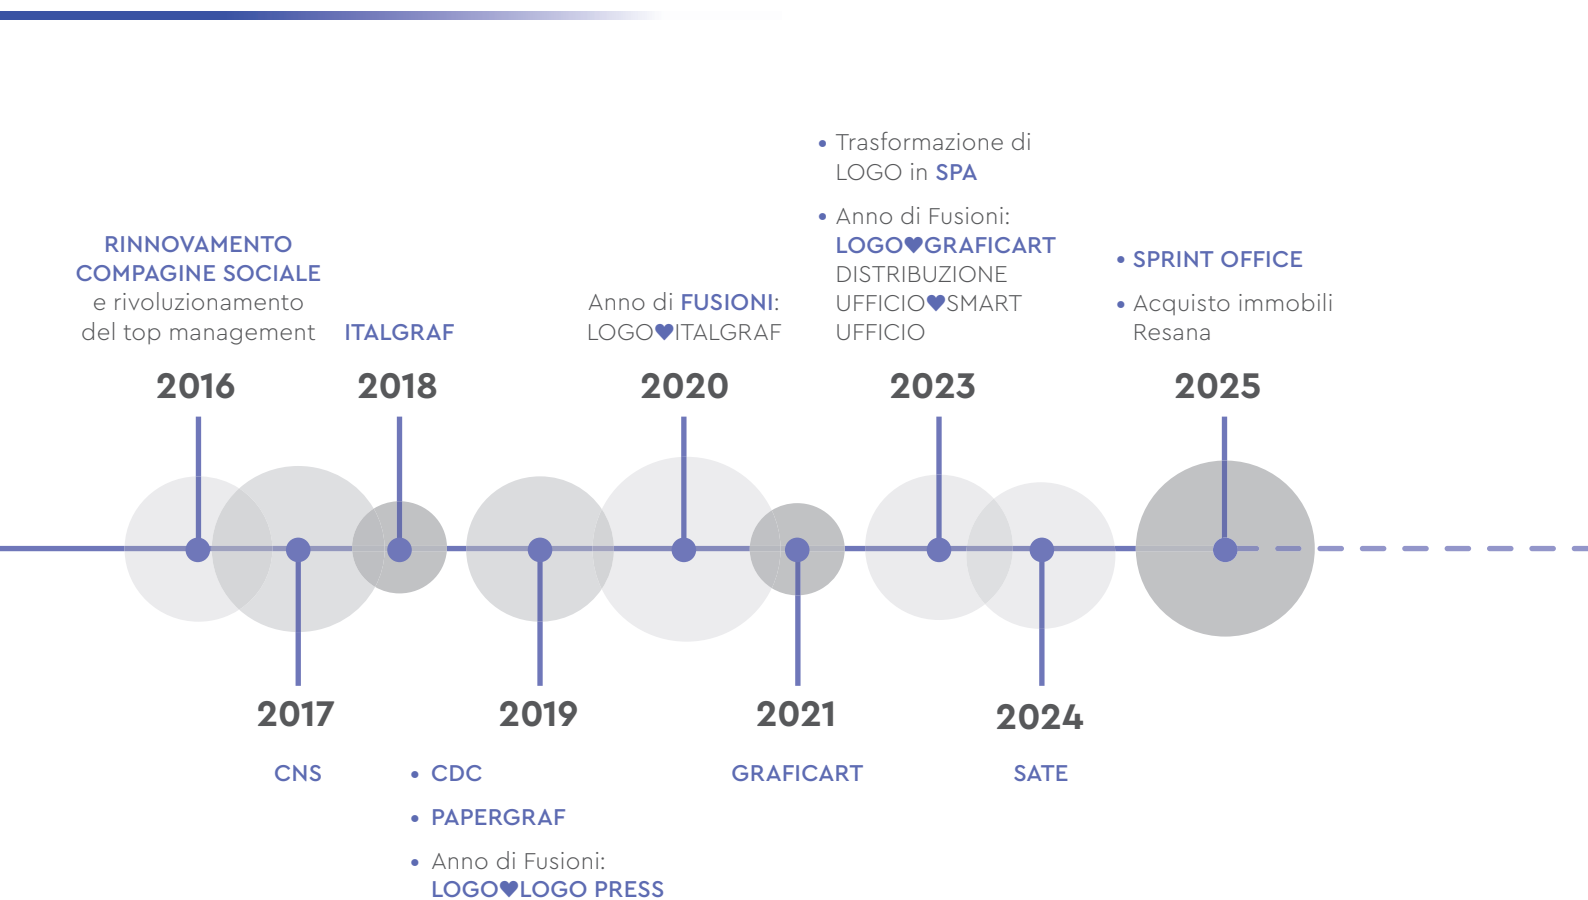 RINNOVAMENTO
COMPAGINE SOCIALE
e rivoluzionamento
del top management
2016
CNS
2017
ITALGRAF
2018
2019
• CDC
• PAPERGRAF
• Anno di Fusioni:
LOGO♥LOGO PRESS
Anno di FUSIONI:
LOGO♥ITALGRAF
2020
2021
GRAFICART
• Trasformazione di
LOGO in SPA
• Anno di Fusioni:
LOGO♥GRAFICART
DISTRIBUZIONE
UFFICIO♥SMART
UFFICIO
2023
2024
SATE
• SPRINT OFFICE
• Acquisto immobili
Resana
2025